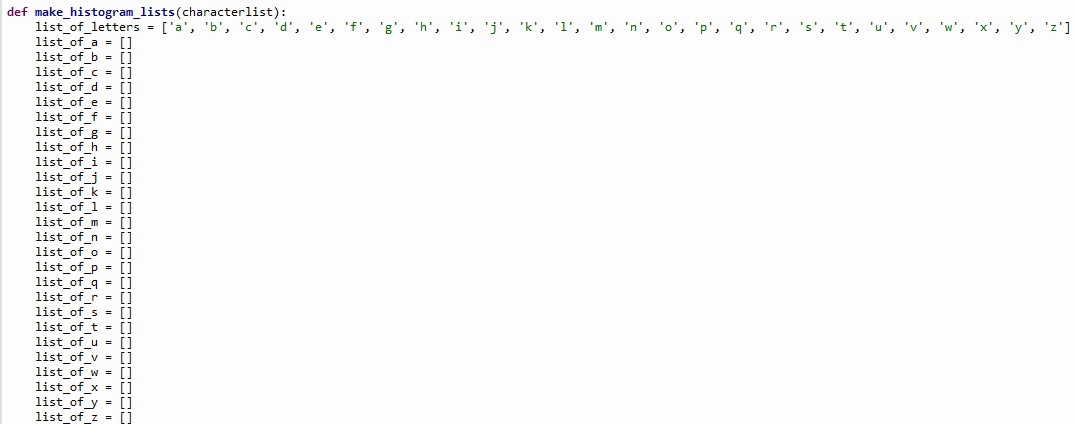 def make_histogram_lists(characterlist):
    list_of_letters = ['a', 'b', 'c', 'd', 'e', 'f', 'g', 'h', 'i', 'j', 'k', 'l', 'm', 'n', 'o', 'p', 'q', 'r', 's', 't', 'u', 'v', 'w', 'x', 'y', 'z']
    list_of_a = []
    list_of_b = []
    list_of_c = []
    list_of_d = []
    list_of_e = []
    list_of_f = []
    list_of_g = []
    list_of_h = []
    list_of_i = []
    list_of_j = []
    list_of_k = []
    list_of_l = []
    list_of_m = []
    list_of_n = []
    list_of_o = []
    list_of_p = []
    list_of_q = []
    list_of_r = []
    list_of_s = []
    list_of_t = []
    list_of_u = []
    list_of_v = []
    list_of_w = []
    list_of_x = []
    list_of_y = []
    list_of_z = []